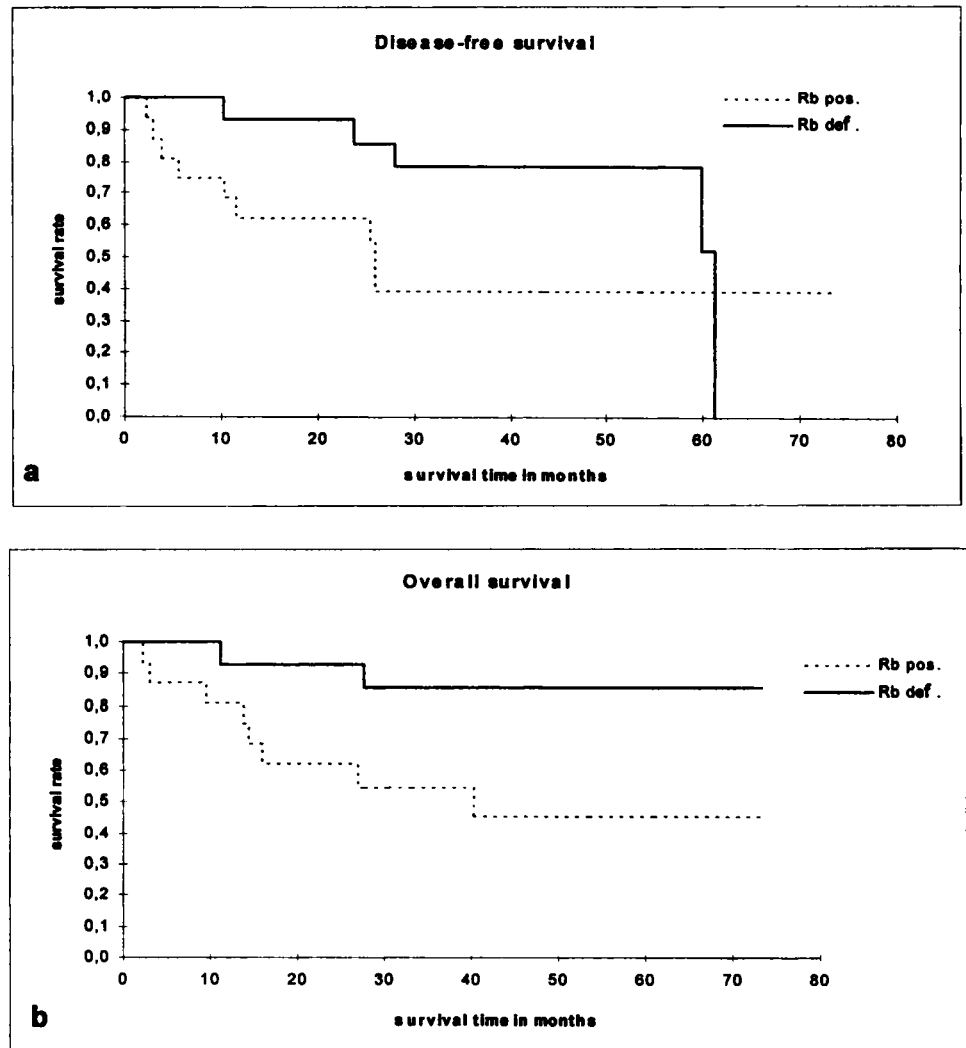 Disease-free survival
Rb pos.
Rb def.
1,0
0,9
0,8
0,7
0,6
0,5
0,4
0,3
0,2
0,1
0,0
survival rate
0 10 20 30 40 50 60 70 80
survival time in months
a
Overall survival
Rb pos.
Rb def.
1,0
0,9
0,8
0,7
0,6
0,5
0,4
0,3
0,2
0,1
0,0
survival rate
0 10 20 30 40 50 60 70 80
survival time in months
b